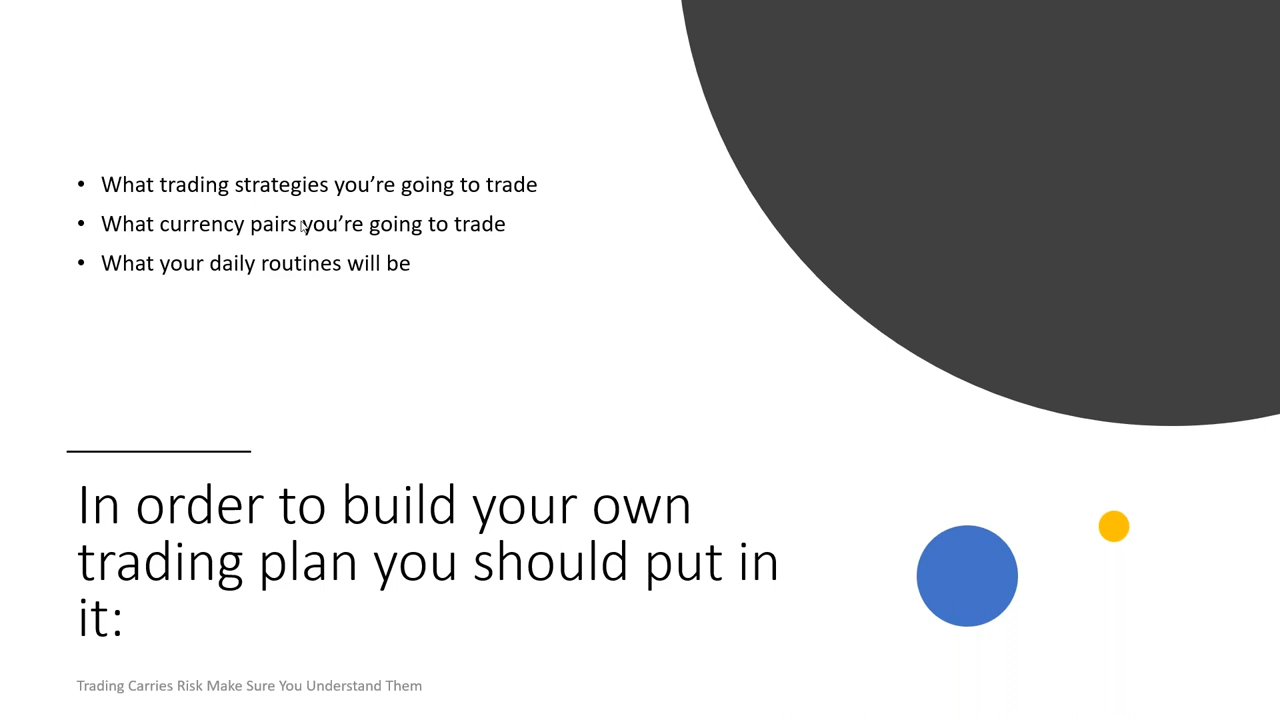 • What trading strategies you’re going to trade
• What currency pairs you’re going to trade
• What your daily routines will be
In order to build your own
trading plan you should put in
it:
Trading Carries Risk Make Sure You Understand Them